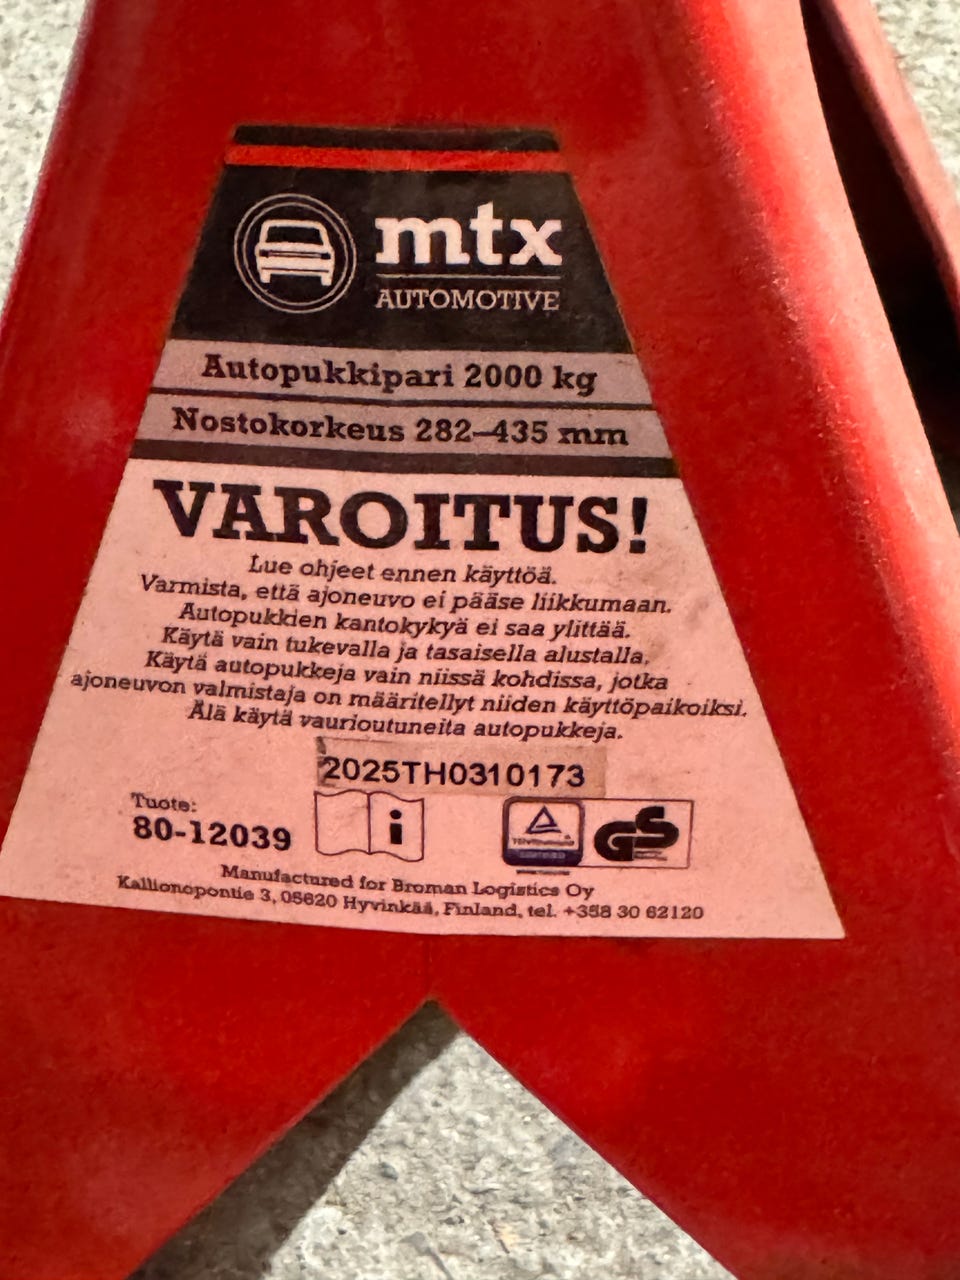 mtx
AUTOMOTIVE
Autopukkipari 2000 kg
Nostokorkeus 282–435 mm
VAROITUS!
Lue ohjeet ennen käyttöä.
Varmista, että ajoneuvo ei pääse liikkumaan.
Autopukkien kantokykyä ei saa ylittää.
Käytä vain tukevalla ja tasaisella alustalla.
Käytä autopukkeja vain niissä kohdissa, jotka
ajoneuvon valmistaja on määritellyt niiden käyttöpaikoiksi.
Älä käytä vaurioutuneita autopukkeja.
2025TH0310173
Tuote:
80-12039
i
GS
Manufactured for Broman Logistics Oy
Kallionopontie 3, 05620 Hyvinkää, Finland, tel. +358 30 62120